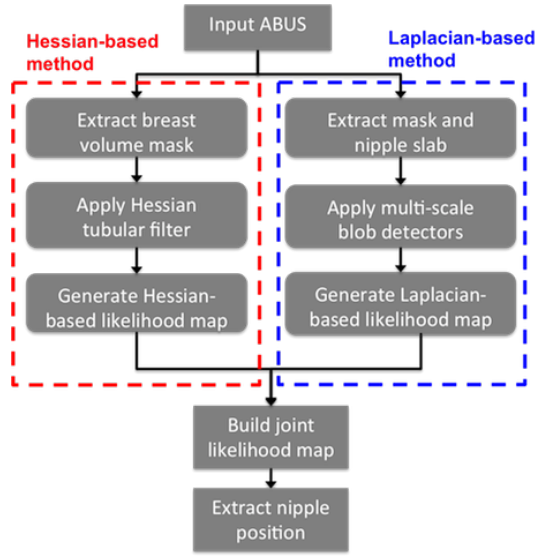 Input ABUS
Hessian-based
method
Laplacian-based
method
Extract breast
volume mask
Apply Hessian
tubular filter
Generate Hessian-
based likelihood map
Extract mask and
nipple slab
Apply multi-scale
blob detectors
Generate Laplacian-
based likelihood map
Build joint
likelihood map
Extract nipple
position